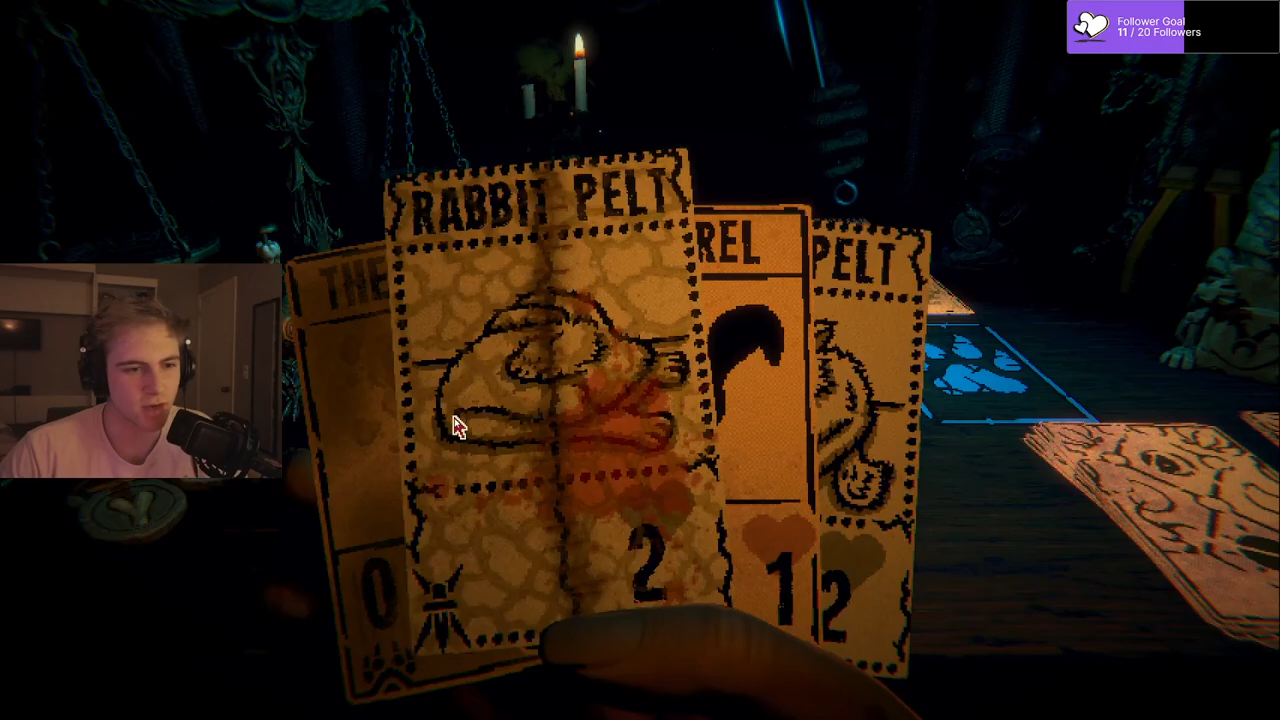 Follower Goal
11 / 20 Followers
RABBIT PELT
THE
REL
PELT
0
2
1
2